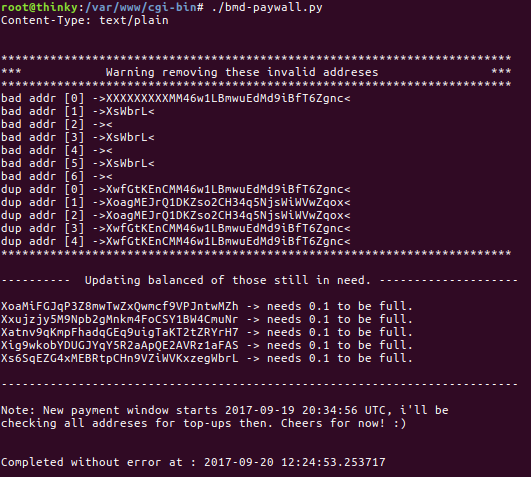 root@thinky:/var/www/cgi-bin# ./bmd-paywall.py
Content-Type: text/plain
******************************************************************************
*** Warning removing these invalid addreses ***
******************************************************************************
bad addr [0] ->XXXXXXXXXMM46w1LBmwuEdMd9iBfT6Zgnc<
bad addr [1] ->XsWbrL<
bad addr [2] -><
bad addr [3] ->XsWbrL<
bad addr [4] -><
bad addr [5] ->XsWbrL<
bad addr [6] -><
dup addr [0] ->XwfGtKEnCMM46w1LBmwuEdMd9iBfT6Zgnc<
dup addr [1] ->XoagMEJrQ1DKZso2CH34q5NjsWiWVwZqox<
dup addr [2] ->XoagMEJrQ1DKZso2CH34q5NjsWiWVwZqox<
dup addr [3] ->XwfGtKEnCMM46w1LBmwuEdMd9iBfT6Zgnc<
dup addr [4] ->XwfGtKEnCMM46w1LBmwuEdMd9iBfT6Zgnc<
******************************************************************************
---------- Updating balanced of those still in need. ---------------------
XoaMiFGJqP3Z8mwTwZxQwmcf9VPJntwMZh -> needs 0.1 to be full.
Xxujzjy5M9Npb2gMnkm4FoCSY1BW4CmuNr -> needs 0.1 to be full.
Xatnv9qKmpFhadqGEq9uigTaKT2tZRYrH7 -> needs 0.1 to be full.
Xig9wkobYDUGJYqY5R2aApQE2AVRz1aFAS -> needs 0.1 to be full.
Xs6SqEZG4xMEBRtpCHn9VZiWVKxzegWbrL -> needs 0.1 to be full.
-------------------------------------------------------------------------------
Note: New payment window starts 2017-09-19 20:34:56 UTC, i'll be
checking all addreses for top-ups then. Cheers for now! :)
Completed without error at : 2017-09-20 12:24:53.253717